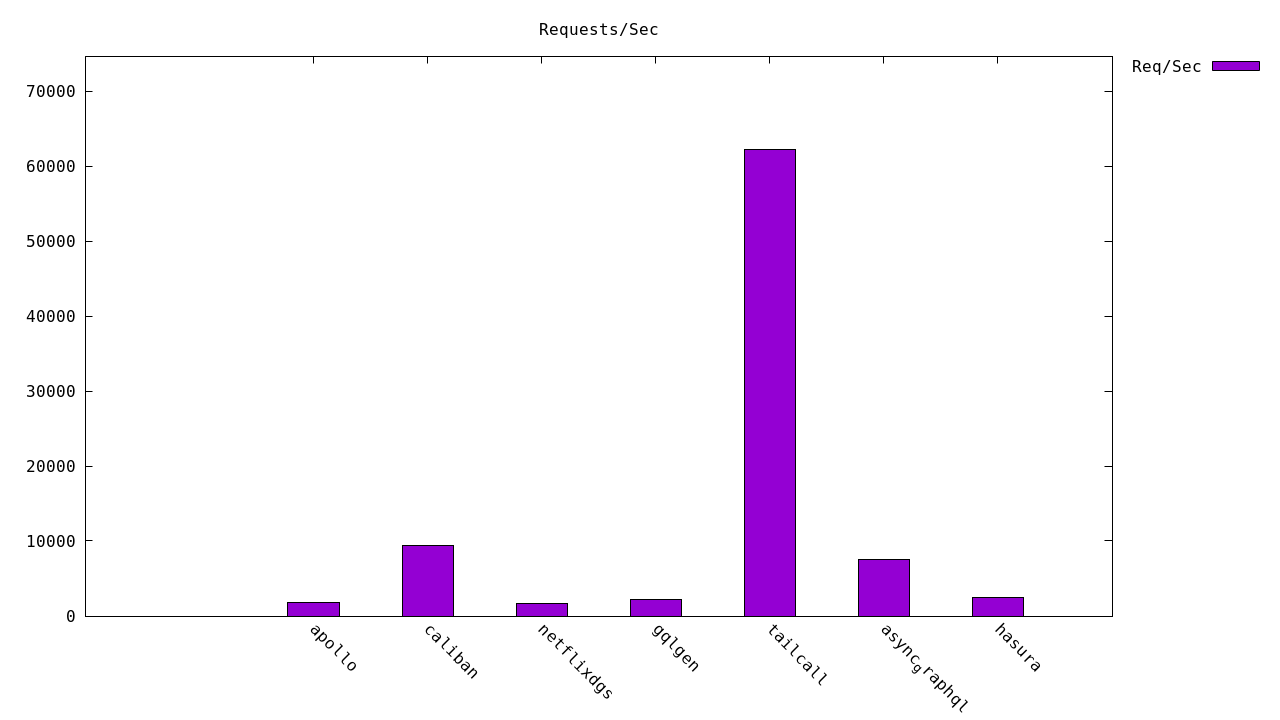 Requests/Sec
Req/Sec
70000
60000
50000
40000
30000
20000
10000
0
apollo
caliban
netflixdgs
gqlgen
tailcall
asyncgraphql
hasura